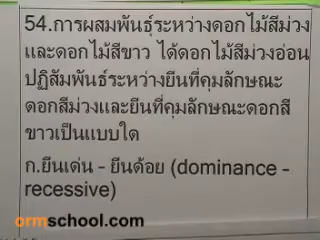 54.การผสมพันธุ์ระหว่างดอกไม้สีม่วง
และดอกไม้สีขาว ได้ดอกไม้สีม่วงอ่อน
ปฏิสัมพันธ์ระหว่างยีนที่คุมลักษณะ
ดอกสีม่วงและยีนที่คุมลักษณะดอกสี
ขาวเป็นแบบใด
ก.ยีนเด่น - ยีนด้อย (dominance -
recessive)
ormschool.com